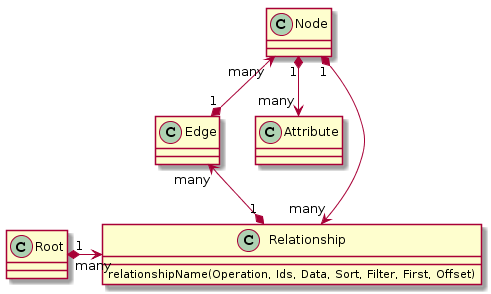 C Node
many 1 1
1 many
C Edge C Attribute
many
1 many
C Root 1 many C Relationship
relationshipName(Operation, Ids, Data, Sort, Filter, First, Offset)